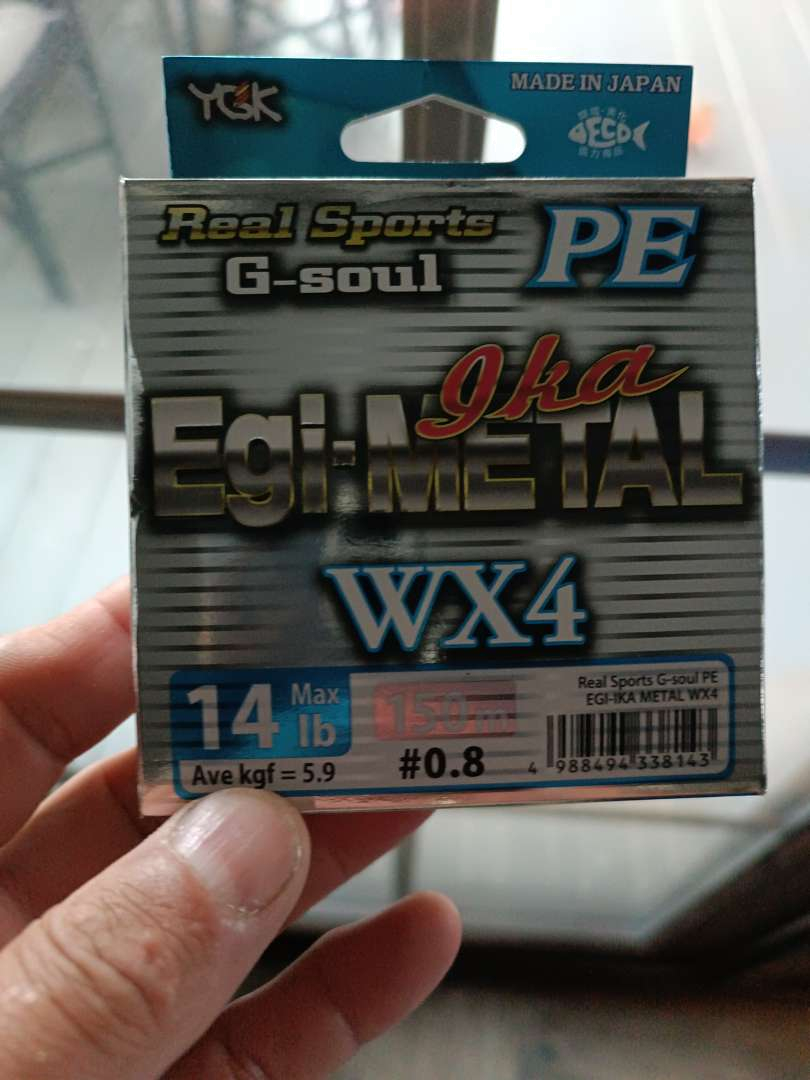 YGK
MADE IN JAPAN
ECO
Real Sports
G-soul
PE
Ika
Egi-METAL
WX4
14 Max lb
150m
Ave kgf = 5.9
#0.8
Real Sports G-soul PE
EGI-IKA METAL WX4
4 988494 338143